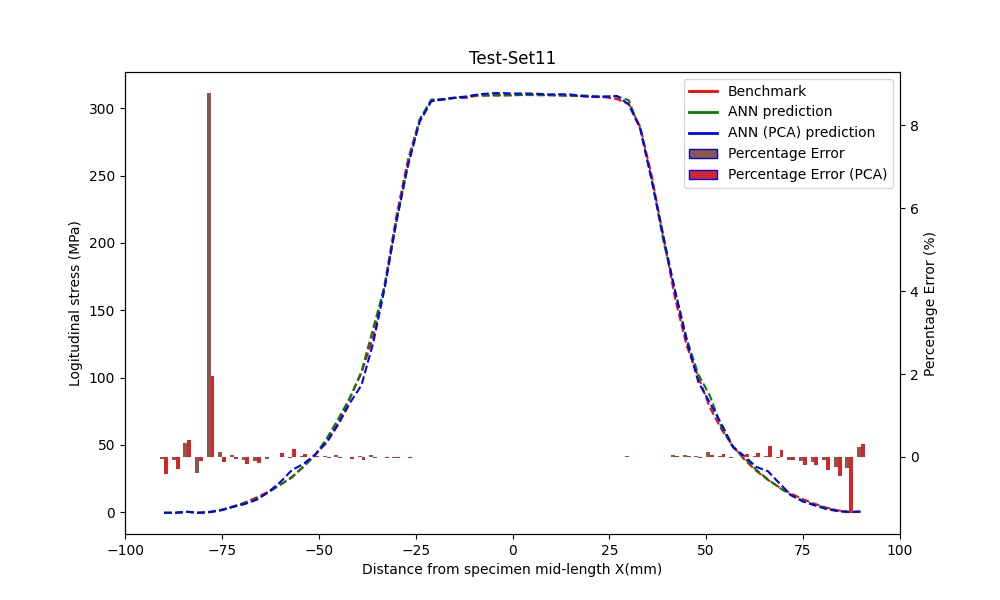 Test-Set11
Benchmark
ANN prediction
ANN (PCA) prediction
Percentage Error
Percentage Error (PCA)
Logitudinal stress (MPa)
300
250
200
150
100
50
0
8
6
4
2
0
Percentage Error (%)
−100 −75 −50 −25 0 25 50 75 100
Distance from specimen mid-length X(mm)